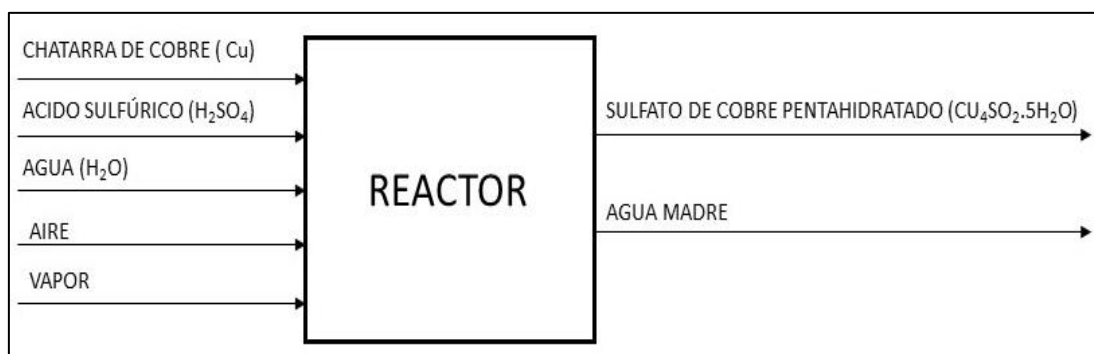 CHATARRA DE COBRE ( Cu)
ACIDO SULFÚRICO (H₂SO₄)
AGUA (H₂O)
AIRE
VAPOR
REACTOR
SULFATO DE COBRE PENTAHIDRATADO (CU₄SO₂.5H₂O)
AGUA MADRE